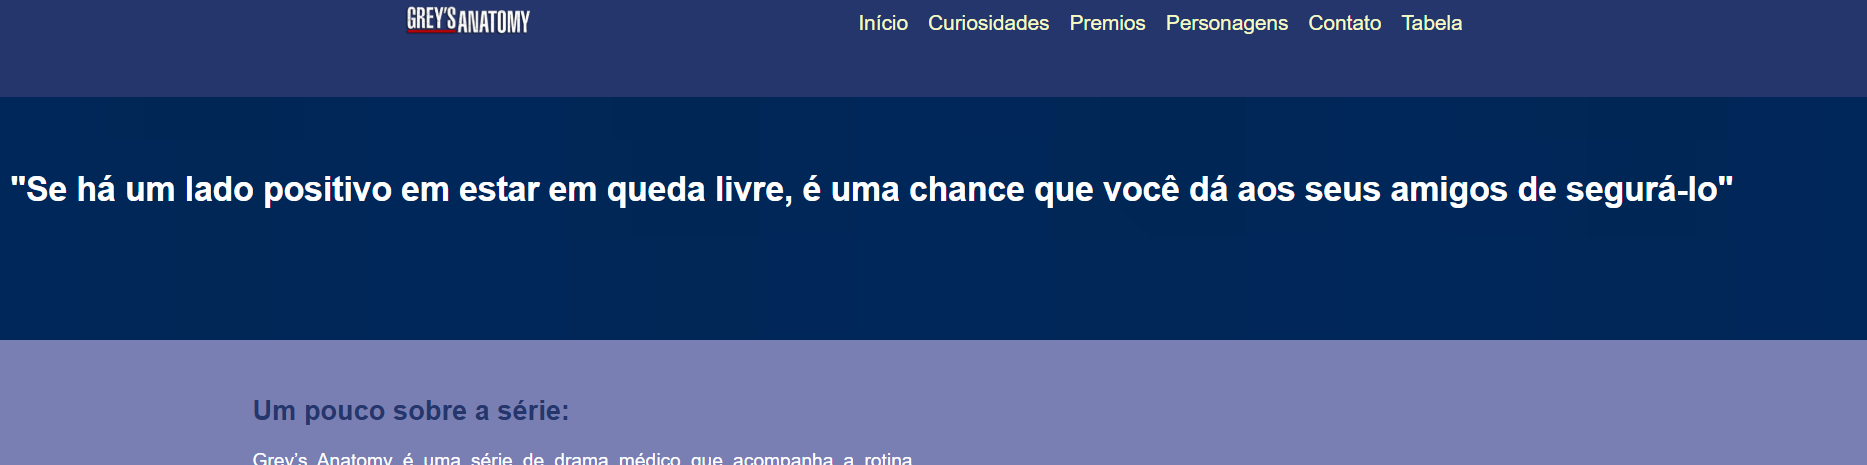 GREY'S ANATOMY
Início Curiosidades Premios Personagens Contato Tabela
"Se há um lado positivo em estar em queda livre, é uma chance que você dá aos seus amigos de segurá-lo"
Um pouco sobre a série:
Grey’s Anatomy é uma série de drama médico que acompanha a rotina